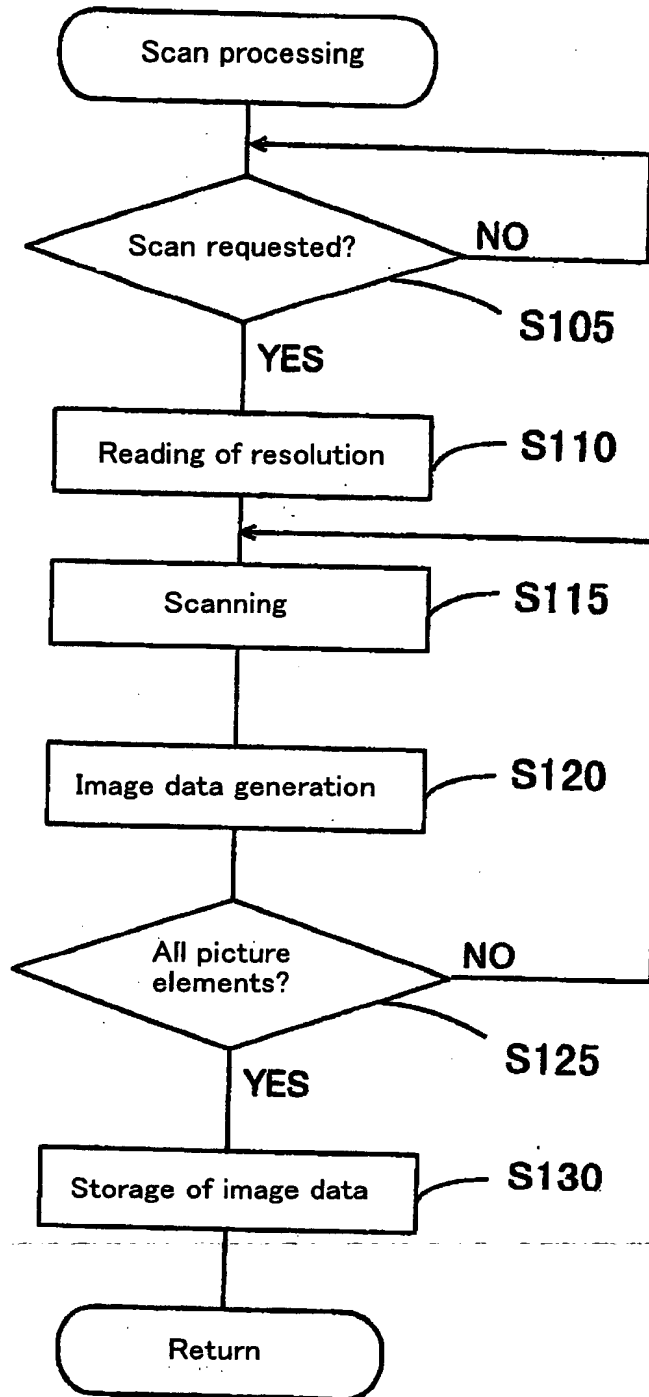 Scan processing
Scan requested?
NO
S105
YES
Reading of resolution
S110
Scanning
S115
Image data generation
S120
All picture
elements?
NO
S125
YES
Storage of image data
S130
Return